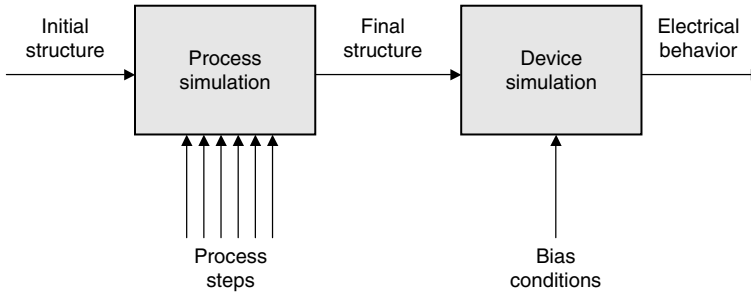 Initial
structure
Process
simulation
Final
structure
Device
simulation
Electrical
behavior
Process
steps
Bias
conditions